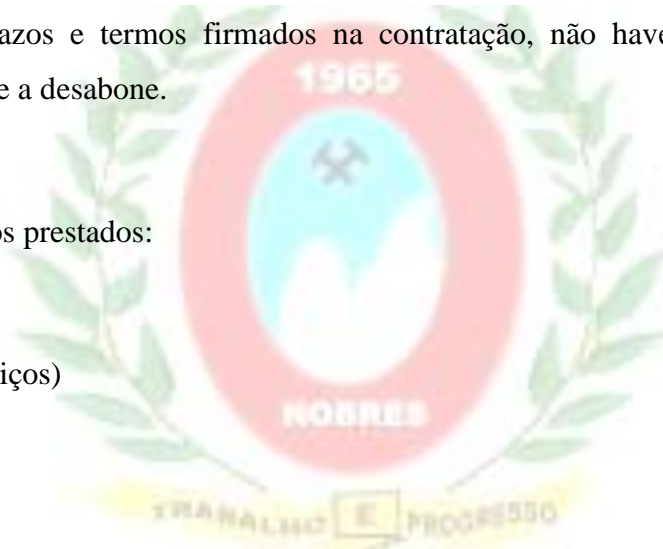 azos e termos firmados na contratação, não have
e a desabone.
1965
os prestados:
iços)
NOBRES
TRABALHO E PROGRESSO